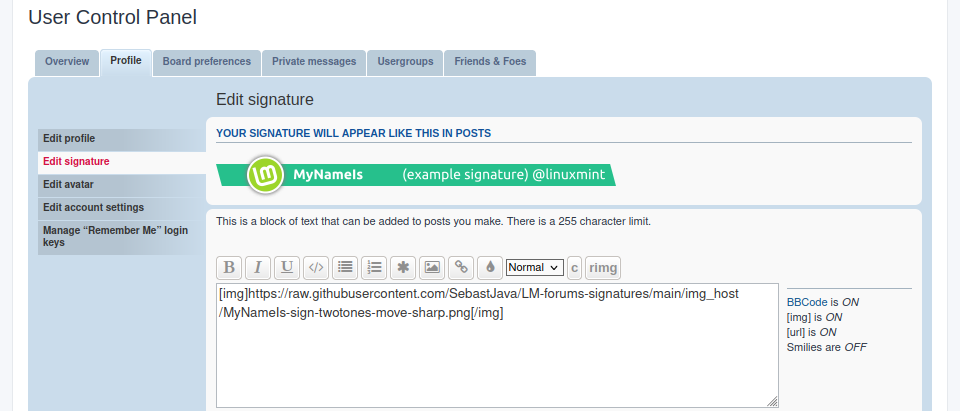 User Control Panel
Overview
Profile
Board preferences
Private messages
Usergroups
Friends & Foes
Edit signature
Edit profile
Edit signature
Edit avatar
Edit account settings
Manage “Remember Me” login
keys
YOUR SIGNATURE WILL APPEAR LIKE THIS IN POSTS
MyNameIs (example signature) @linuxmint
This is a block of text that can be added to posts you make. There is a 255 character limit.
B I U Normal c rimg
[img]https://raw.githubusercontent.com/SebastJava/LM-forums-signatures/main/img_host
/MyNameIs-sign-twotones-move-sharp.png[/img]
BBCode is ON
[img] is ON
[url] is ON
Smilies are OFF